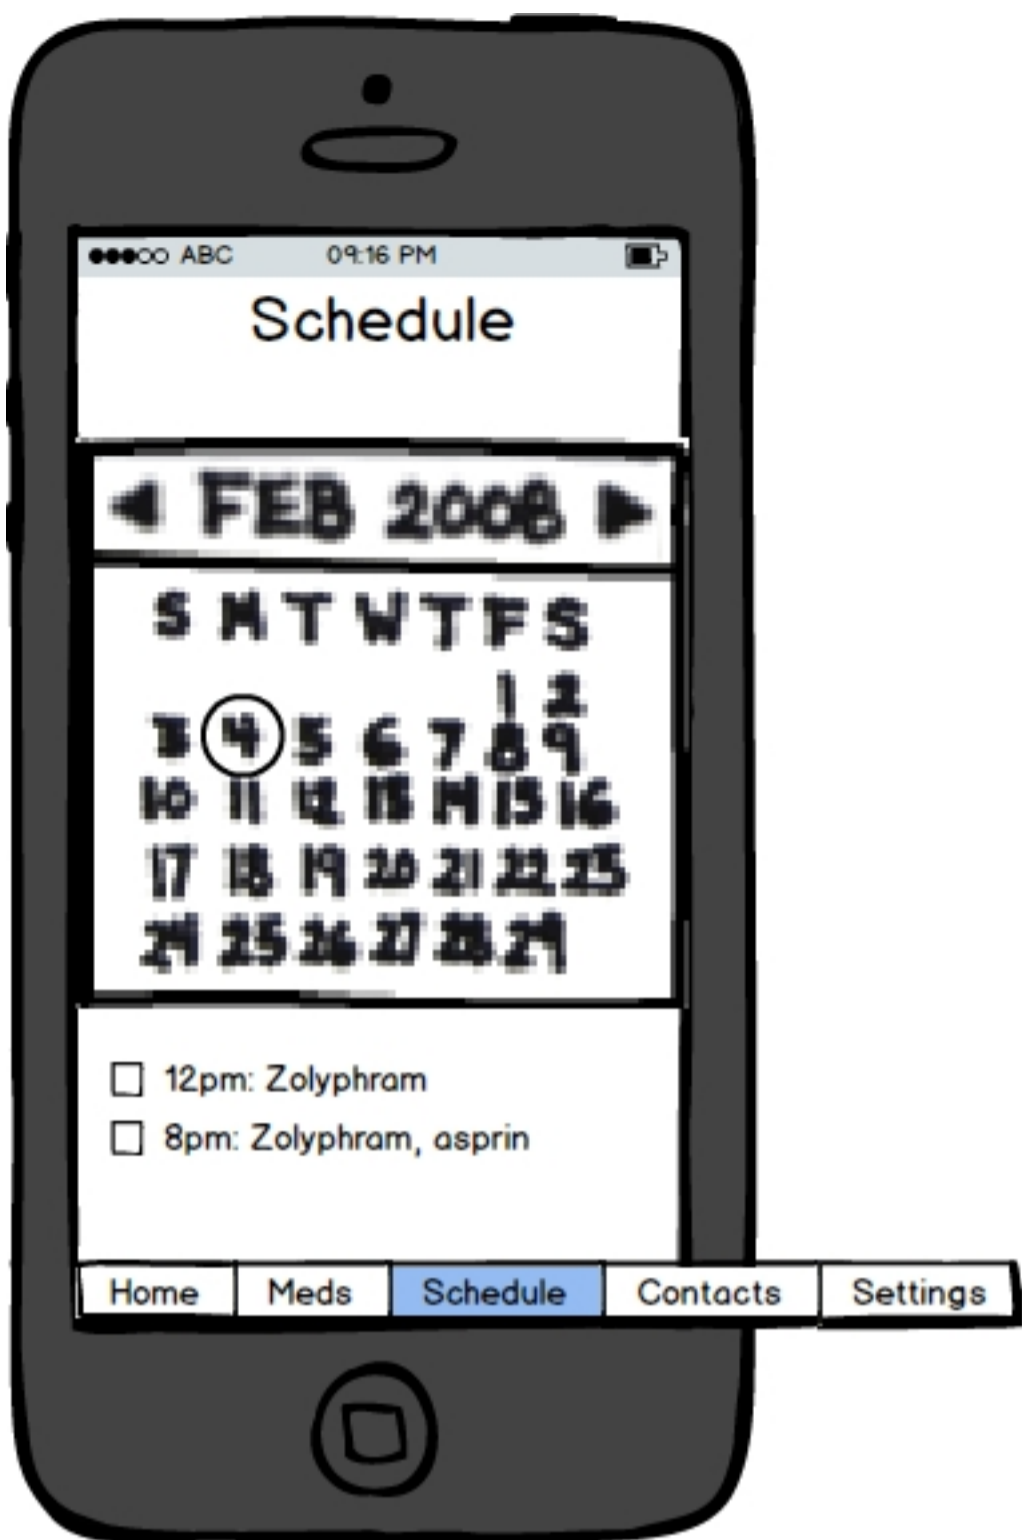 ABC 09:16 PM
Schedule
FEB 2008
S M T W T F S
1 2
3 4 5 6 7 8 9
10 11 12 13 14 15 16
17 18 19 20 21 22 23
24 25 26 27 28 29
12pm: Zolyphram
8pm: Zolyphram, asprin
Home Meds Schedule Contacts Settings